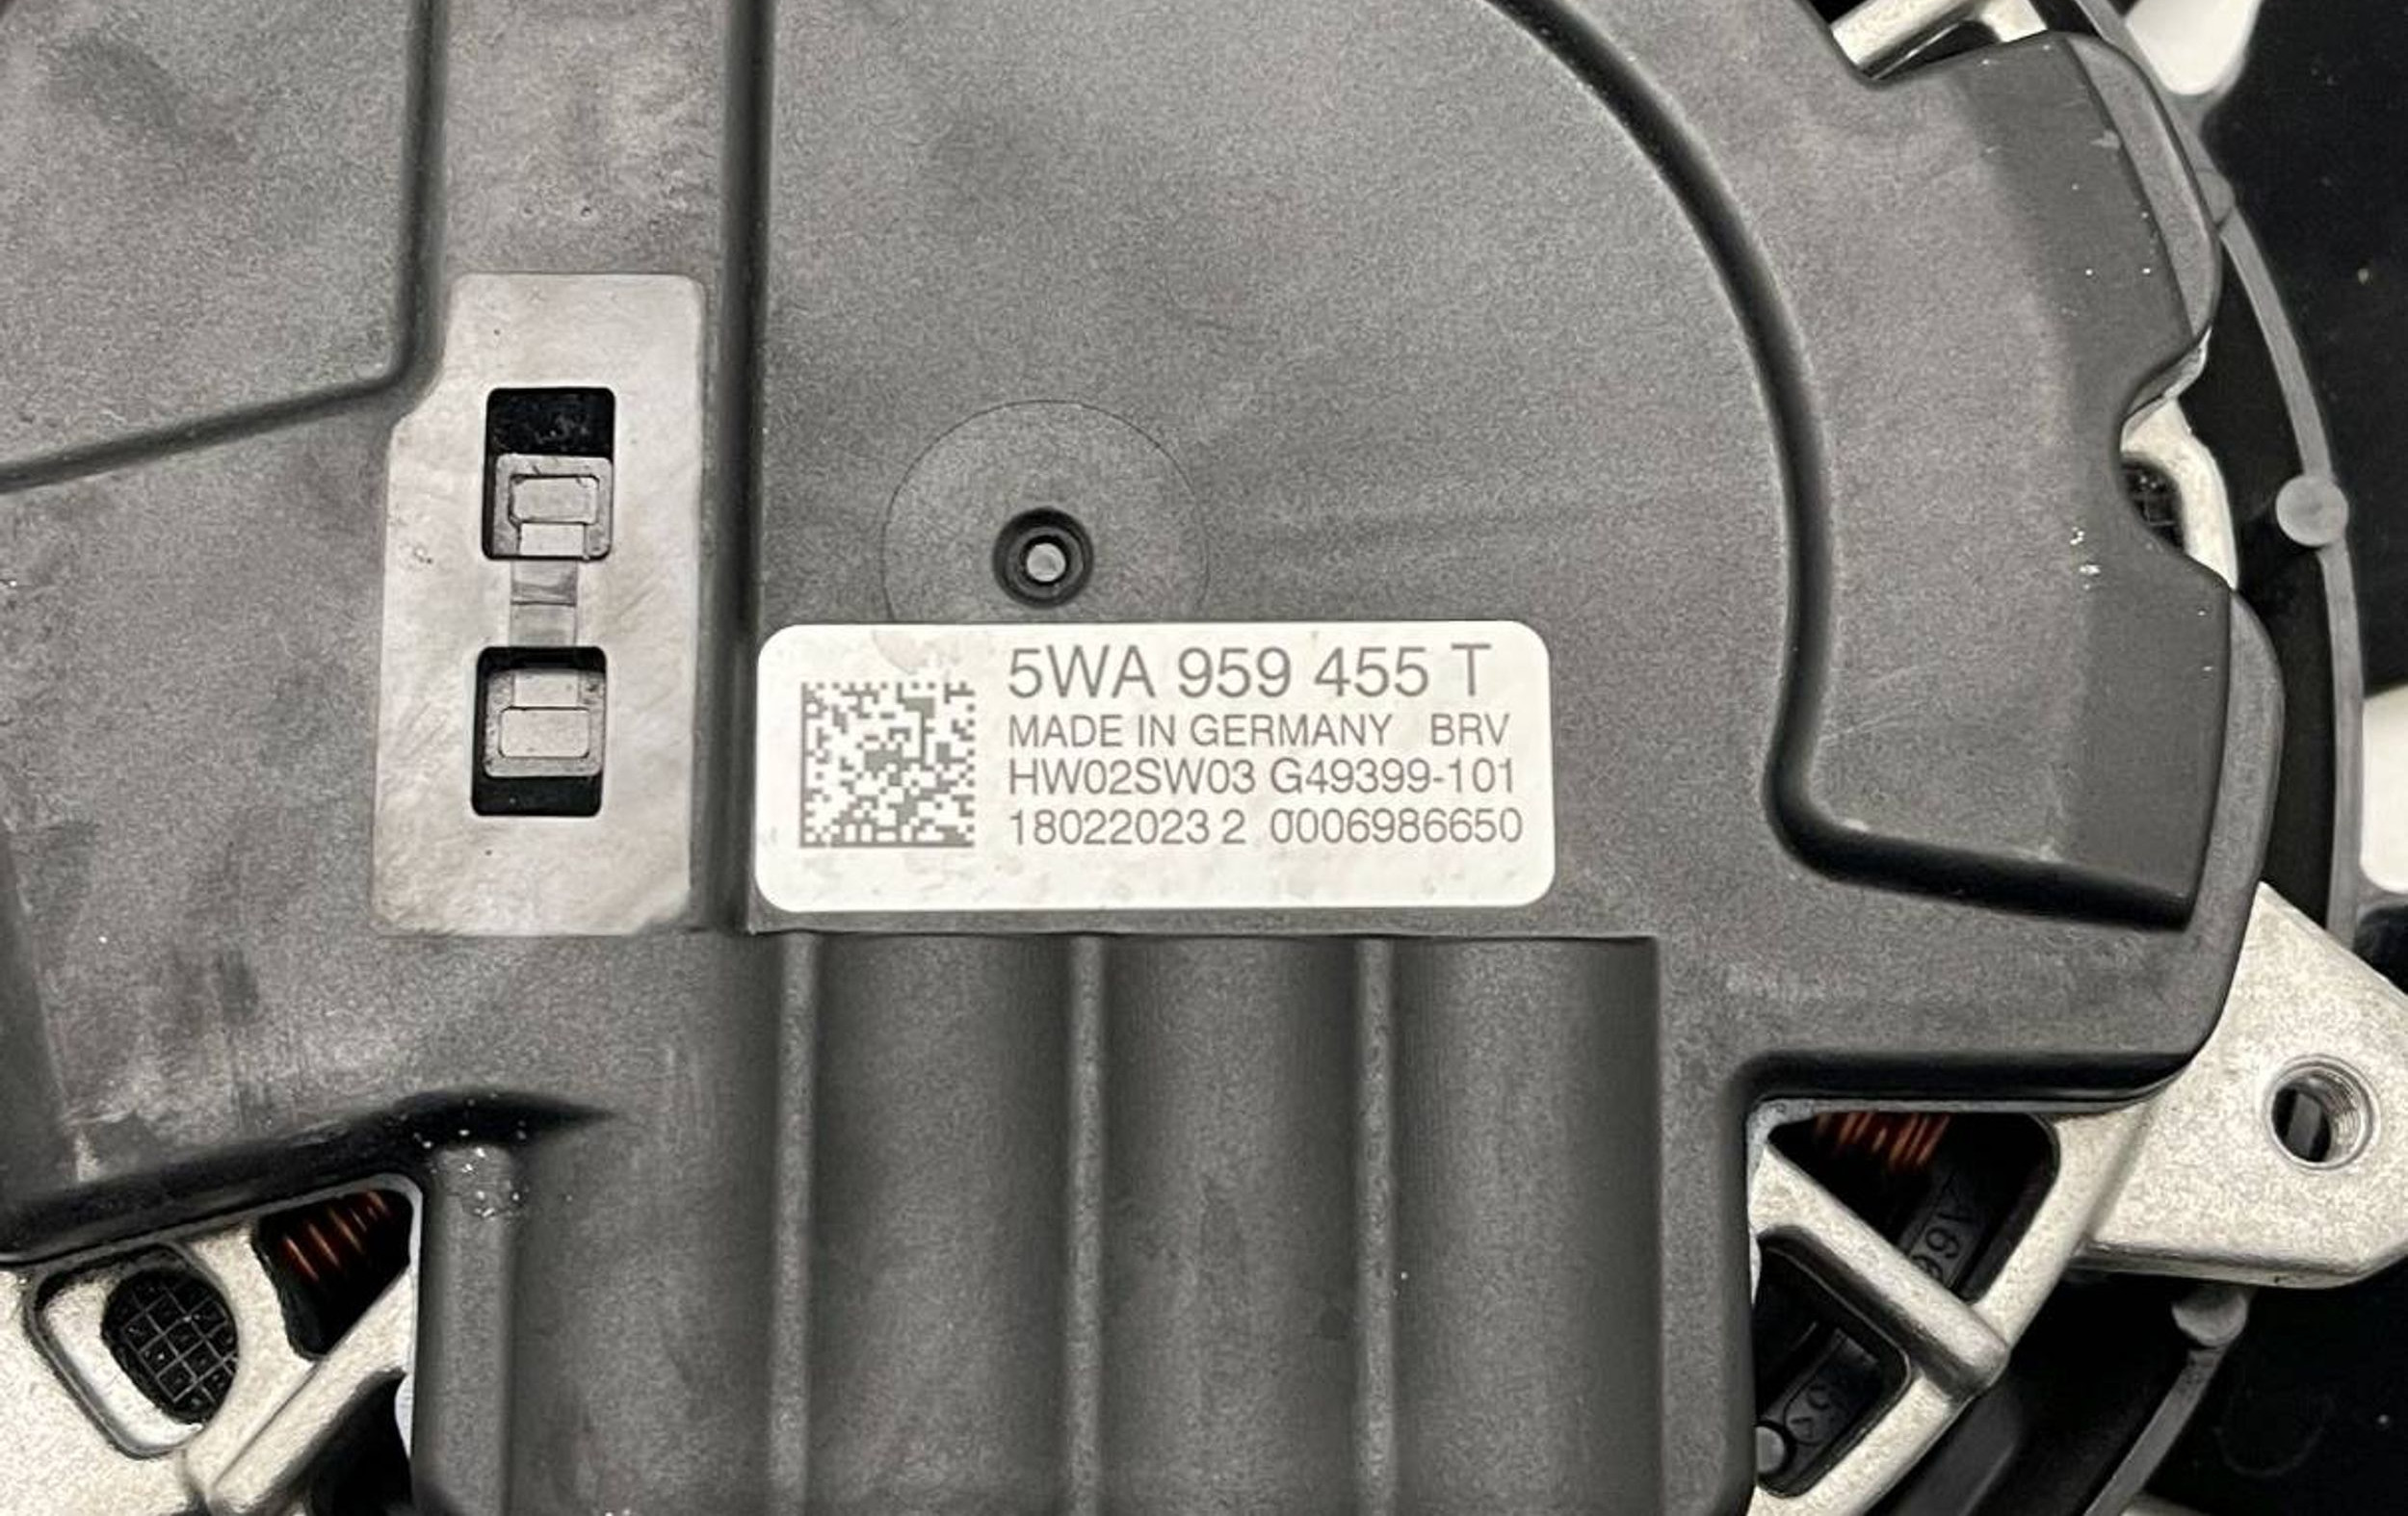 5WA 959 455 T
MADE IN GERMANY BRV
HW02SW03 G49399-101
18022023 2 0006986650